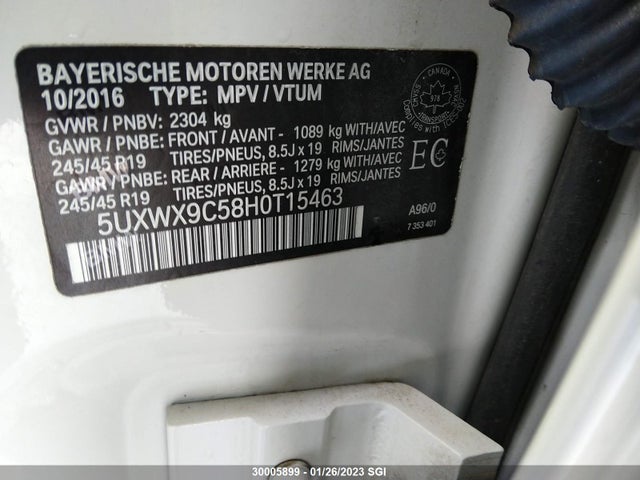 BAYERISCHE MOTOREN WERKE AG
10/2016 TYPE: MPV / VTUM
GVWR / PNBV: 2304 kg
GAWR / PNBE: FRONT / AVANT - 1089 kg WITH/AVEC
245/45 R19 TIRES/PNEUS, 8.5J x 19 RIMS/JANTES
GAWR / PNBE: REAR / ARRIERE - 1279 kg WITH/AVEC
245/45 R19 TIRES/PNEUS, 8.5J x 19 RIMS/JANTES
5UXWX9C58H0T15463
CANADA
978
TRANSPORT
EC
A96/0
7 353 401
30005899 - 01/26/2023 SGI